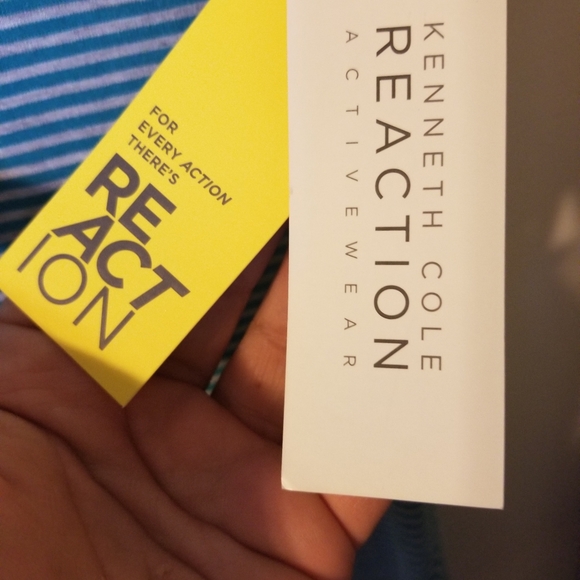 FOR
EVERY ACTION
THERE'S
RE
ACT
ION
KENNETH COLE
REACTION
ACTIVEWEAR